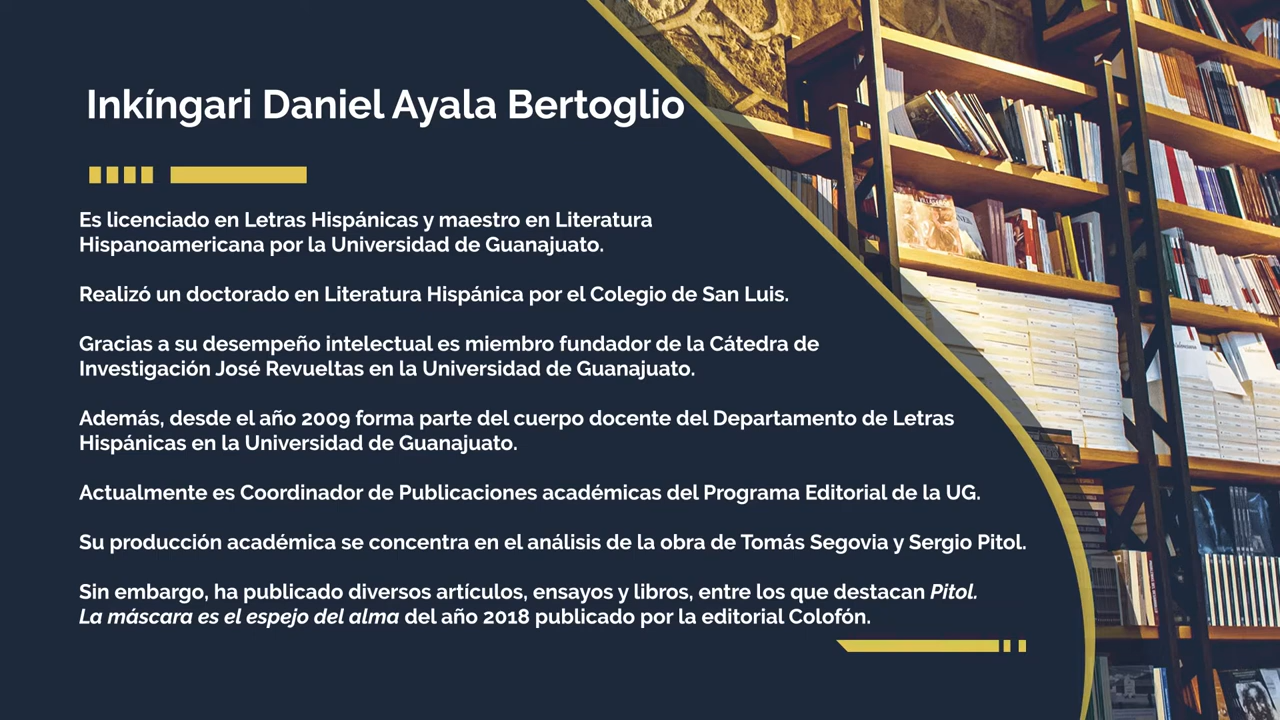 Inkíngari Daniel Ayala Bertoglio
Es licenciado en Letras Hispánicas y maestro en Literatura
Hispanoamericana por la Universidad de Guanajuato.
Realizó un doctorado en Literatura Hispánica por el Colegio de San Luis.
Gracias a su desempeño intelectual es miembro fundador de la Cátedra de
Investigación José Revueltas en la Universidad de Guanajuato.
Además, desde el año 2009 forma parte del cuerpo docente del Departamento de Letras
Hispánicas en la Universidad de Guanajuato.
Actualmente es Coordinador de Publicaciones académicas del Programa Editorial de la UG.
Su producción académica se concentra en el análisis de la obra de Tomás Segovia y Sergio Pitol.
Sin embargo, ha publicado diversos artículos, ensayos y libros, entre los que destacan Pitol.
La máscara es el espejo del alma del año 2018 publicado por la editorial Colofón.